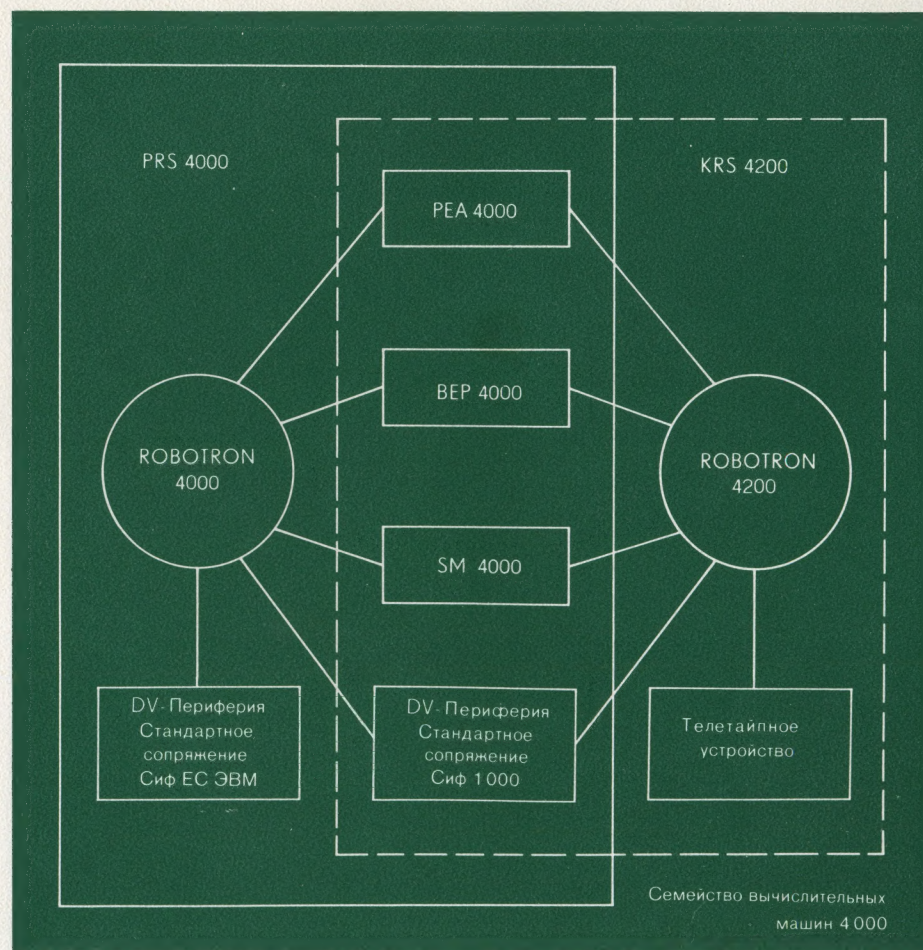 PRS 4000
KRS 4200
PEA 4000
BEP 4000
ROBOTRON
4000
ROBOTRON
4200
SM 4000
DV-Периферия
Стандартное
сопряжение
Сиф ЕС ЭВМ
DV-Периферия
Стандартное
сопряжение
Сиф 1000
Телетайпное
устройство
Семейство вычислительных
машин 4000